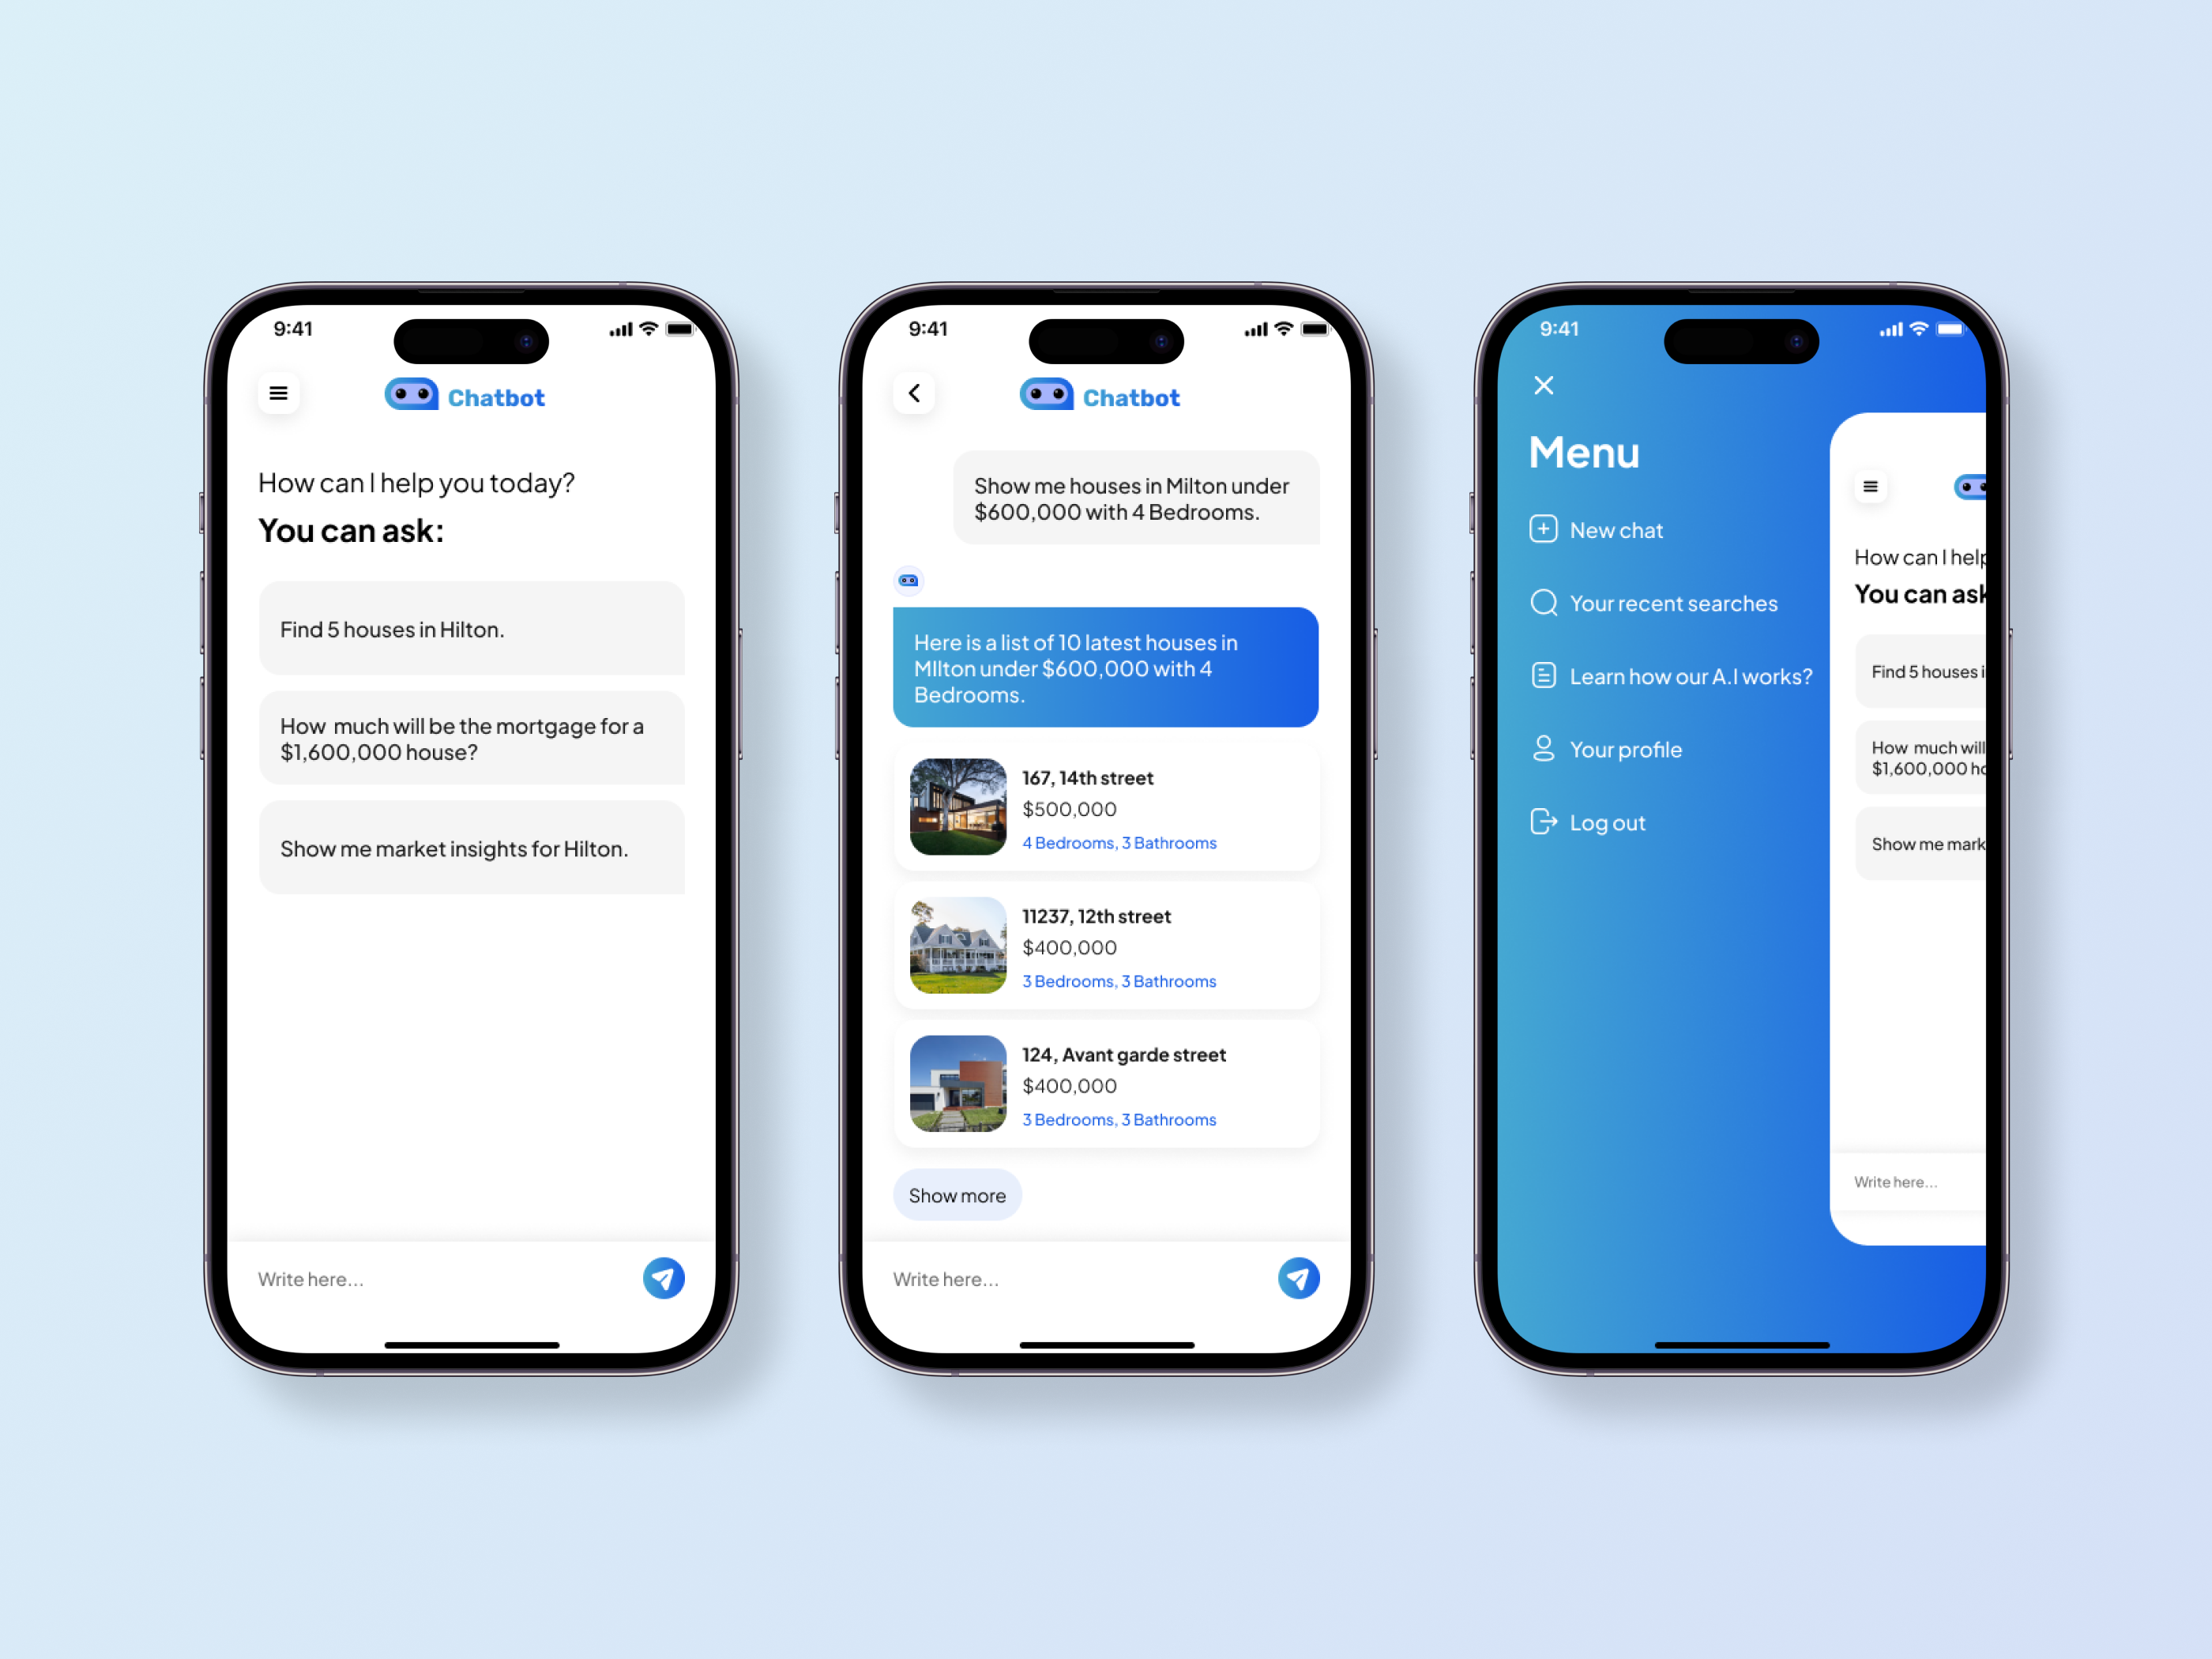 9:41
Chatbot
How can I help you today?
You can ask:
Find 5 houses in Hilton.
How  much will be the mortgage for a
$1,600,000 house?
Show me market insights for Hilton.
Write here...
9:41
Chatbot
Show me houses in Milton under
$600,000 with 4 Bedrooms.
Here is a list of 10 latest houses in
MIlton under $600,000 with 4
Bedrooms.
167, 14th street
$500,000
4 Bedrooms, 3 Bathrooms
11237, 12th street
$400,000
3 Bedrooms, 3 Bathrooms
124, Avant garde street
$400,000
3 Bedrooms, 3 Bathrooms
Show more
Write here...
9:41
Menu
New chat
Your recent searches
Learn how our A.I works?
Your profile
Log out
How can I help
You can ask
Find 5 houses i
How  much will
$1,600,000 ho
Show me mark
Write here...